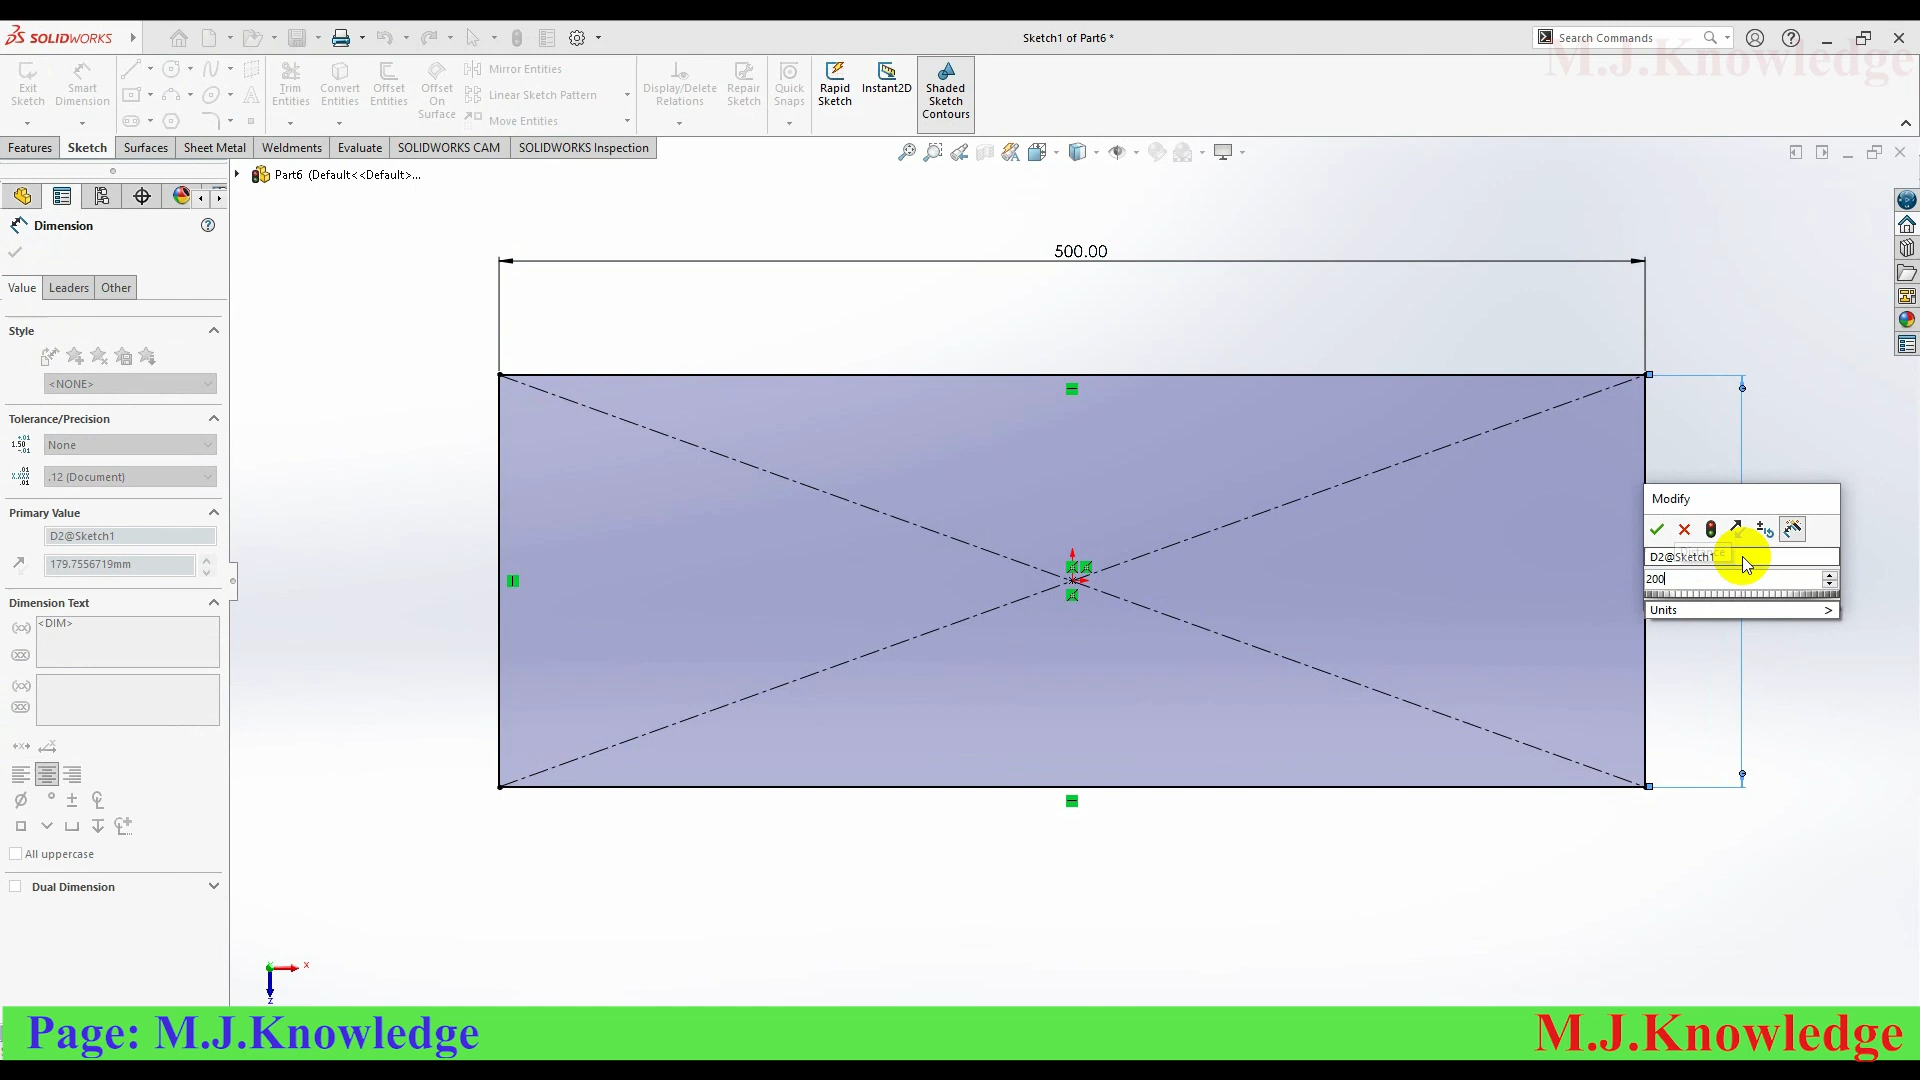 SOLIDWORKS
Sketch1 of Part6 *
Search Commands
M.J.Knowledge
Exit Sketch
Smart Dimension
Trim Entities
Convert Entities
Offset Entities
Offset On Surface
Mirror Entities
Linear Sketch Pattern
Move Entities
Display/Delete Relations
Repair Sketch
Quick Snaps
Rapid Sketch
Instant2D
Shaded Sketch Contours
Features
Sketch
Surfaces
Sheet Metal
Weldments
Evaluate
SOLIDWORKS CAM
SOLIDWORKS Inspection
Part6 (Default<<Default>...
Dimension
Value
Leaders
Other
Style
<NONE>
Tolerance/Precision
None
.12 (Document)
Primary Value
D2@Sketch1
179.7556719mm
Dimension Text
<DIM>
All uppercase
Dual Dimension
500.00
Modify
D2@Sketch1
Distance
200
Units
x
z
Page: M.J.Knowledge
M.J.Knowledge